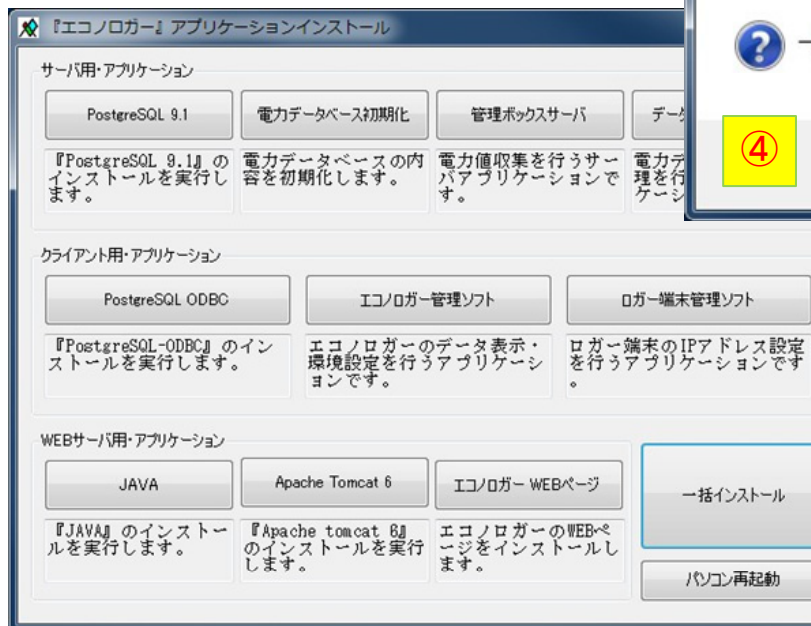 『エコノロガー』アプリケーションインストール
④
サーバ用・アプリケーション
PostgreSQL 9.1
電力データベース初期化
管理ボックスサーバ
『PostgreSQL 9.1』の
インストールを実行し
ます。
電力データベースの内
容を初期化します。
電力値収集を行うサー
バアプリケーションで
す。
クライアント用・アプリケーション
PostgreSQL ODBC
エコノロガー管理ソフト
ロガー端末管理ソフト
『PostgreSQL-ODBC』のイン
ストールを実行します。
エコノロガーのデータ表示・
環境設定を行うアプリケーシ
ョンです。
ロガー端末のIPアドレス設定
を行うアプリケーションです
。
WEBサーバ用・アプリケーション
JAVA
Apache Tomcat 6
エコノロガー WEBページ
『JAVA』のインストー
ルを実行します。
『Apache tomcat 6』
のインストールを実行
します。
エコノロガーのWEBペ
ージをインストールし
ます。
一括インストール
パソコン再起動